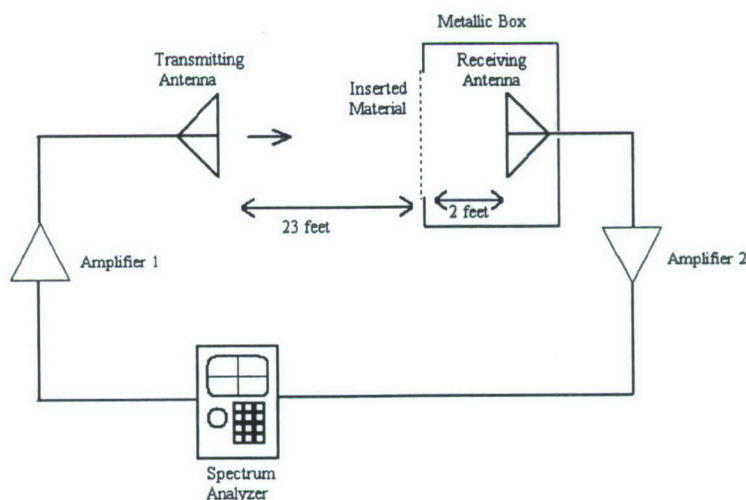 Metallic Box
Transmitting
Antenna
Receiving
Antenna
Inserted
Material
23 feet
2 feet
Amplifier 1
Amplifier 2
Spectrum
Analyzer